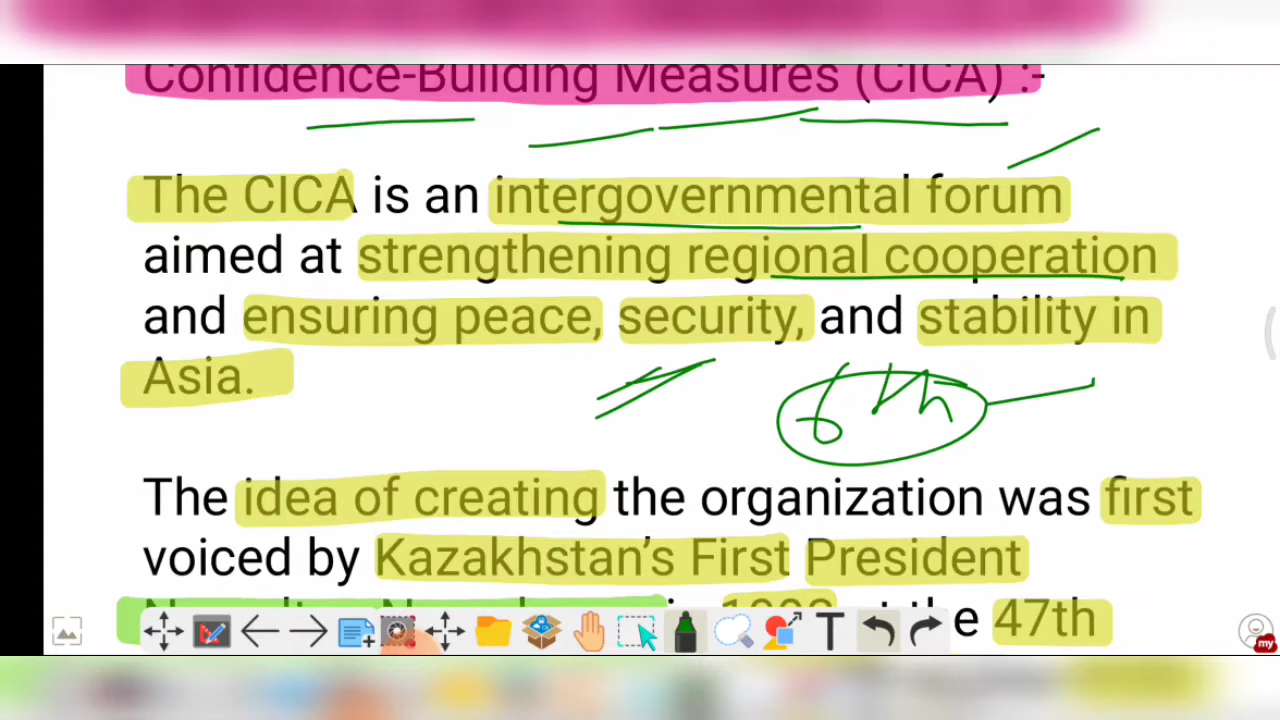 Confidence-Building Measures (CICA) :-
The CICA is an intergovernmental forum
aimed at strengthening regional cooperation
and ensuring peace, security, and stability in
Asia.
6th
The idea of creating the organization was first
voiced by Kazakhstan's First President
the 47th
T
my